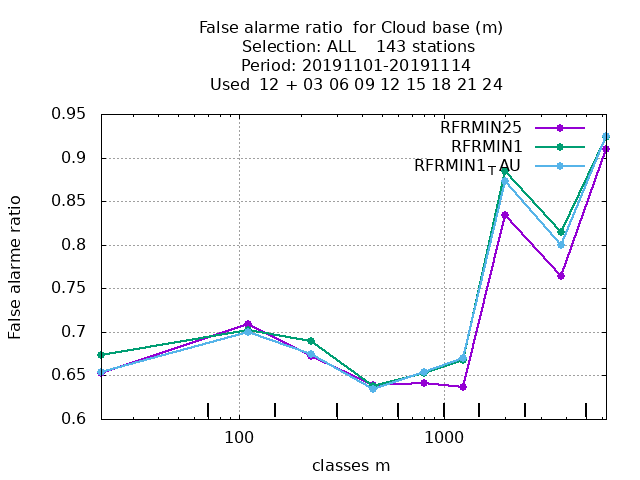 False alarme ratio  for Cloud base (m)
Selection: ALL    143 stations
Period: 20191101-20191114
Used  12 + 03 06 09 12 15 18 21 24
0.95
0.9
0.85
0.8
0.75
0.7
0.65
0.6
False alarme ratio
RFRMIN25
RFRMIN1
RFRMIN1_TAU
100
1000
classes m